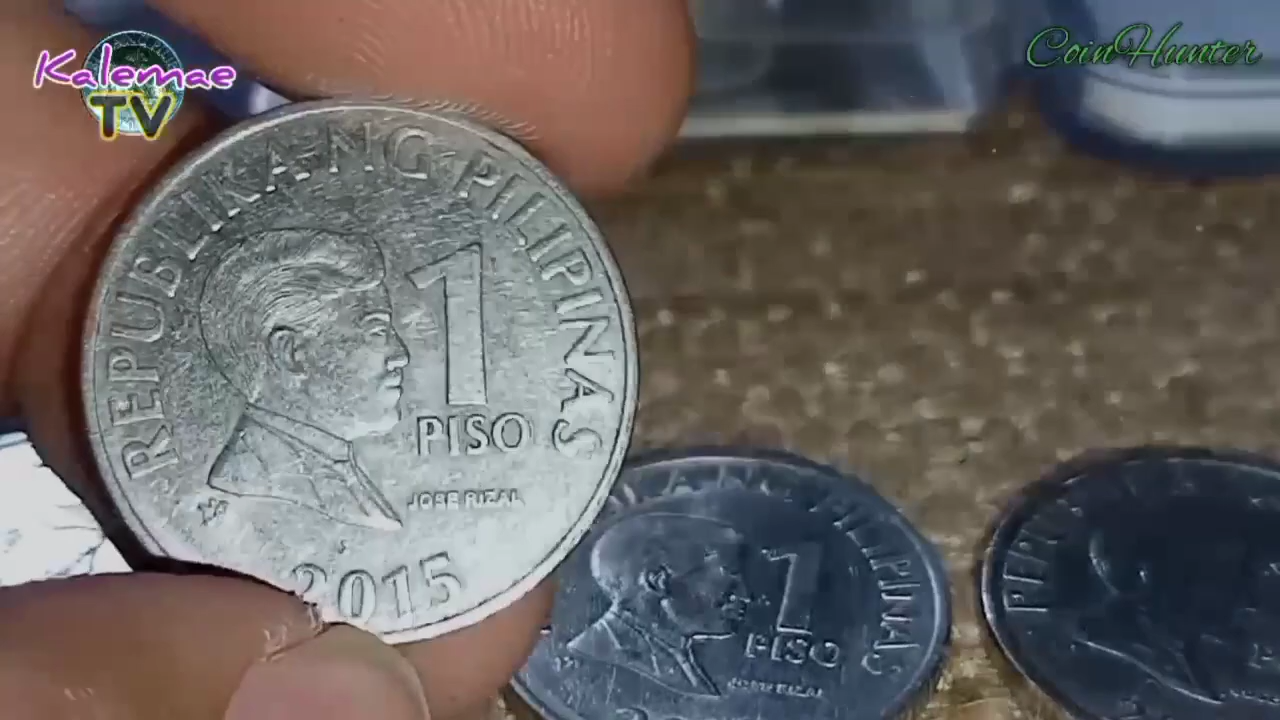 Kalemae
TV
CoinHunter
REPUBLIKA NG PILIPINAS
1
PISO
JOSE RIZAL
2015
PILIPINAS
1
PISO